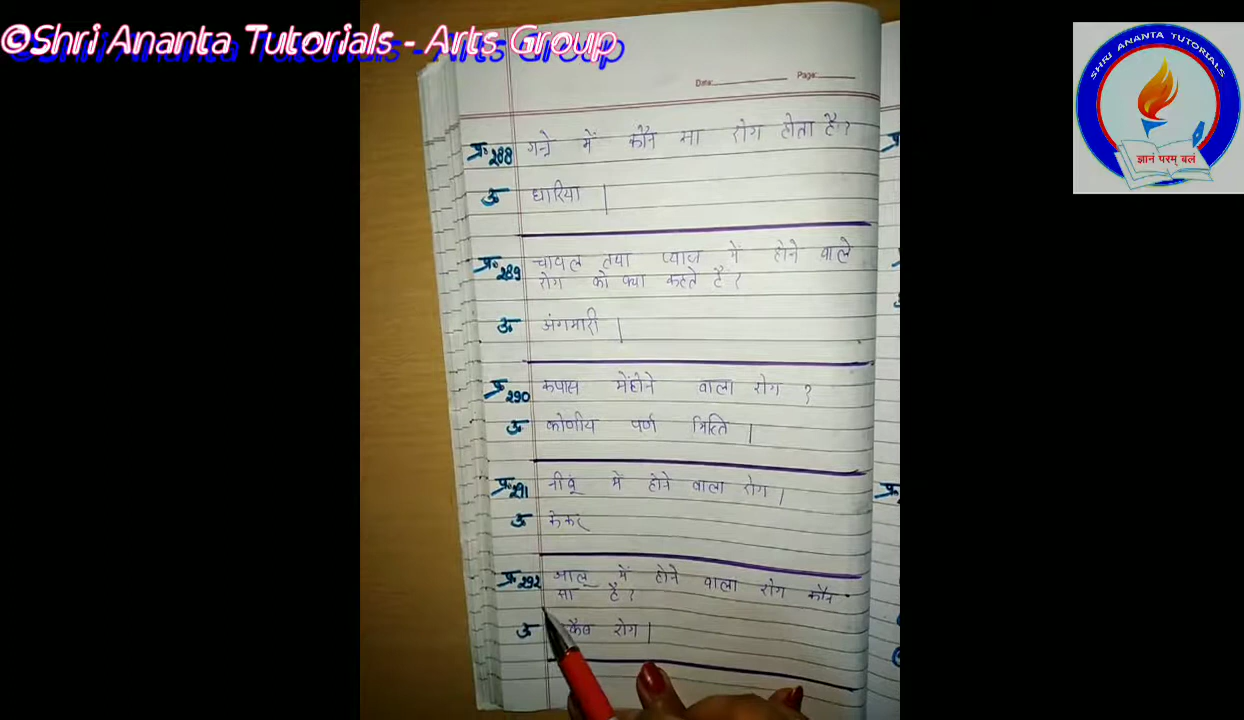 ©Shri Ananta Tutorials - Arts Group
SHRI ANANTA TUTORIALS
ज्ञानं परम् बलं
Date: Page:
प्र॰288 गन्ने में कौन सा रोग होता है?
ऊ धारिया |
प्र॰289 चावल तथा प्याज में होने वाले
रोग को क्या कहते है?
ऊ अंगमारी |
प्र॰290 कपास मेंहोने वाला रोग ?
ऊ कोणीय पर्ण |
प्र॰291 नीबूं में होने वाला रोग |
ऊ केंकर
प्र॰292 आलू में होने वाला रोग कौन
सा है?
ऊ रोग |